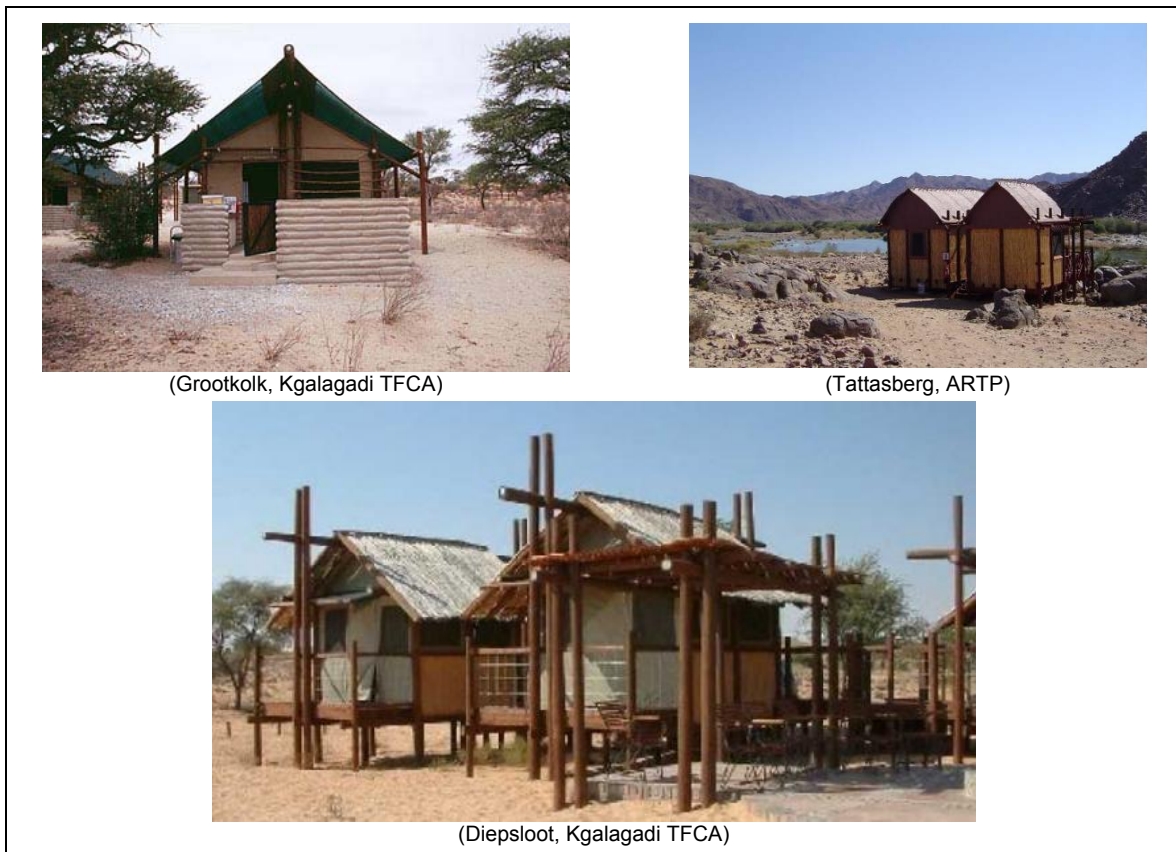 (Grootkolk, Kgalagadi TFCA)
(Tattasberg, ARTP)
(Diepsloot, Kgalagadi TFCA)